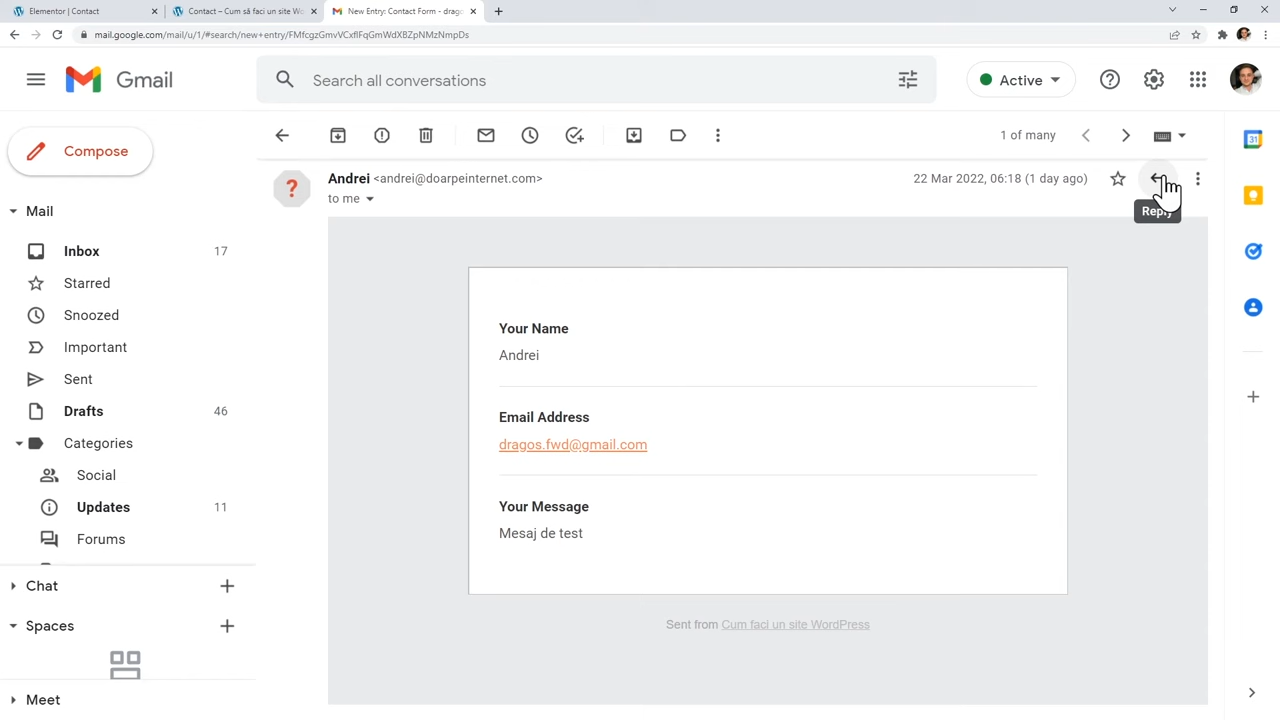 Elementor | Contact
Contact – Cum să faci un site Wo
New Entry: Contact Form - drago
mail.google.com/mail/u/1/#search/new+entry/FMfcgzGmvVCxflFqGmWdXBZpNMzNmpDs
Gmail
Search all conversations
Active
Compose
1 of many
Andrei <andrei@doarpeinternet.com>
22 Mar 2022, 06:18 (1 day ago)
to me
Reply
Mail
Inbox 17
Starred
Snoozed
Important
Sent
Drafts 46
Categories
Social
Updates 11
Forums
Chat
Spaces
Meet
Your Name
Andrei
Email Address
dragos.fwd@gmail.com
Your Message
Mesaj de test
Sent from Cum faci un site WordPress
31